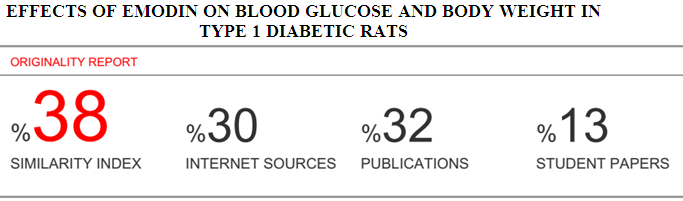 EFFECTS OF EMODIN ON BLOOD GLUCOSE AND BODY WEIGHT IN
TYPE 1 DIABETIC RATS
ORIGINALITY REPORT
%38 %30 %32 %13
SIMILARITY INDEX INTERNET SOURCES PUBLICATIONS STUDENT PAPERS